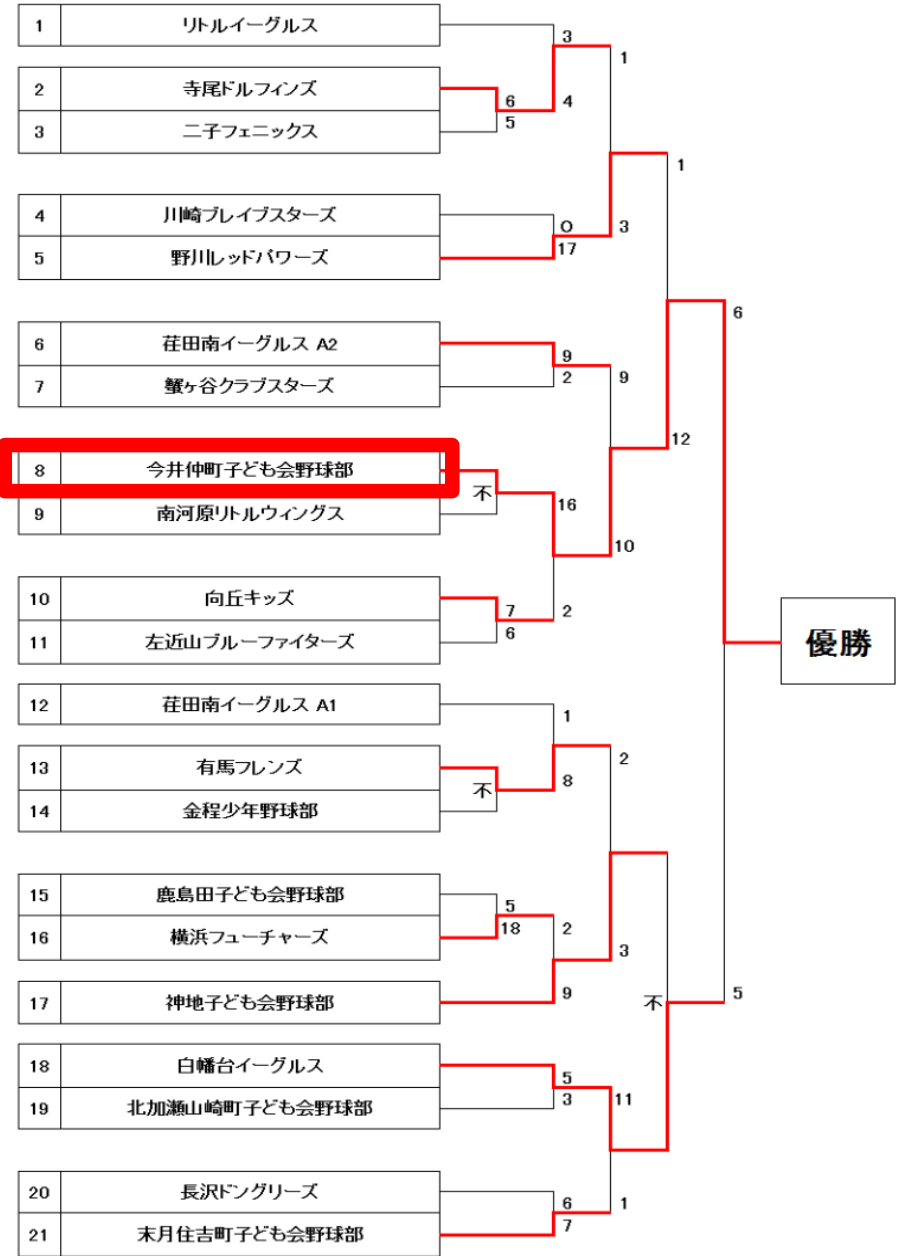 1 リトルイーグルス
3
1
2 寺尾ドルフィンズ
6
4
3 二子フェニックス
5
1
4 川崎ブレイブスターズ
0
3
5 野川レッドパワーズ
17
6
6 荏田南イーグルス A2
9
9
7 蟹ヶ谷クラブスターズ
2
12
8 今井仲町子ども会野球部
不
16
9 南河原リトルウィングス
10
10 向丘キッズ
7
2
11 左近山ブルーファイターズ
6
優勝
12 荏田南イーグルス A1
1
2
13 有馬フレンズ
不
8
14 金程少年野球部
15 鹿島田子ども会野球部
5
16 横浜フューチャーズ
18
2
3
17 神地子ども会野球部
9
不
5
18 白幡台イーグルス
5
19 北加瀬山崎町子ども会野球部
3
11
20 長沢ドングリーズ
6
1
21 末月住吉町子ども会野球部
7